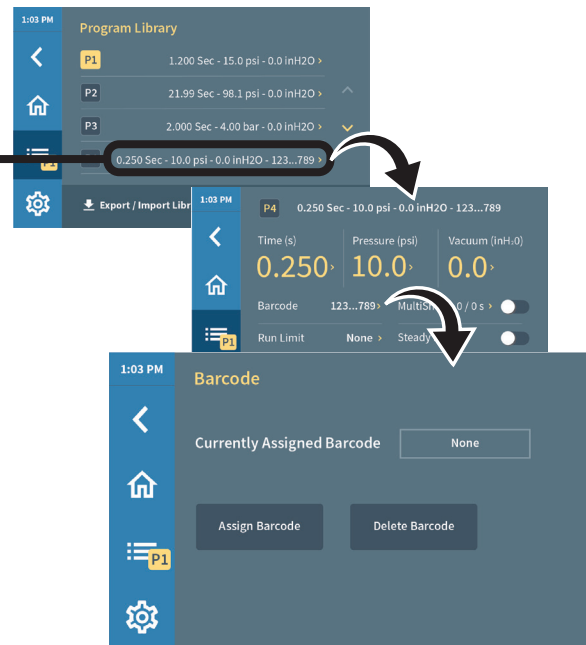 1:03 PM
Program Library
P1 1.200 Sec - 15.0 psi - 0.0 inH2O ›
P2 21.99 Sec - 98.1 psi - 0.0 inH2O ›
P3 2.000 Sec - 4.00 bar - 0.0 inH2O ›
0.250 Sec - 10.0 psi - 0.0 inH2O - 123...789 ›
P1
Export / Import
1:03 PM
P4 0.250 Sec - 10.0 psi - 0.0 inH2O - 123...789
Time (s) Pressure (psi) Vacuum (inH₂0)
0.250 › 10.0 › 0.0 ›
Barcode 123...789 › 0 / 0 s ›
P1
Run Limit None › Steady
1:03 PM
Barcode
Currently Assigned Barcode None
Assign Barcode Delete Barcode
P1